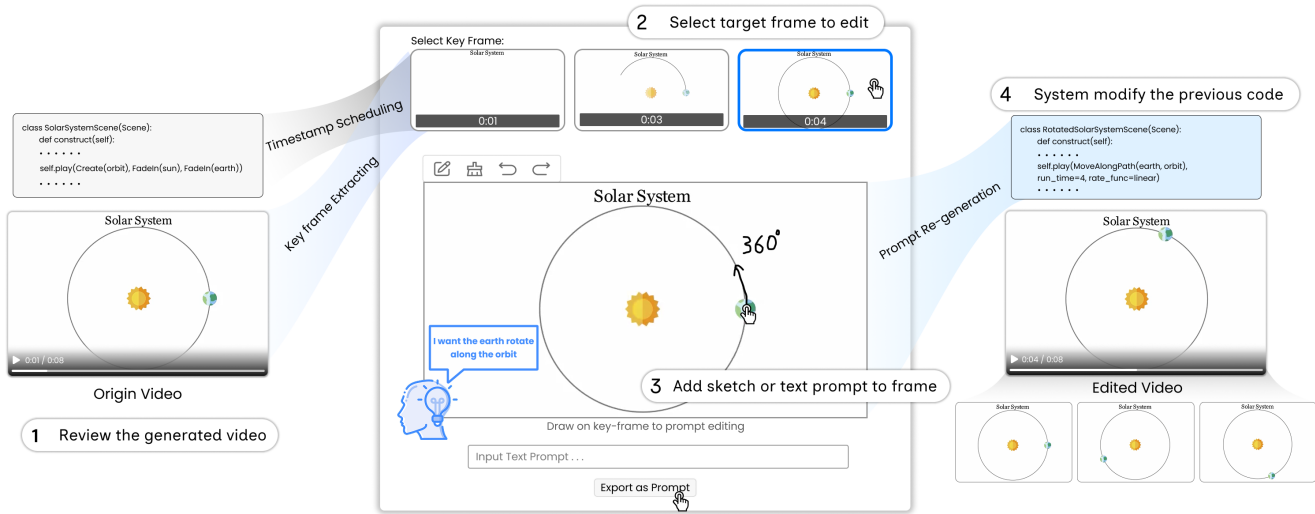 2 Select target frame to edit
Select Key Frame:
Solar System
0:01
Solar System
0:03
Solar System
0:04
class SolarSystemScene(Scene):
def construct(self):
. . . . . .
self.play(Create(orbit), FadeIn(sun), FadeIn(earth))
. . . . . .
Timestamp Scheduling
Key frame Extracting
Solar System
0:01 / 0:08
Origin Video
1 Review the generated video
Solar System
360°
I want the earth rotate
along the orbit
3 Add sketch or text prompt to frame
Draw on key-frame to prompt editing
Input Text Prompt . . .
Export as Prompt
Prompt Re-generation
4 System modify the previous code
class RotatedSolarSystemScene(Scene):
def construct(self):
. . . . . .
self.play(MoveAlongPath(earth, orbit),
run_time=4, rate_func=linear)
. . . . . .
Solar System
0:04 / 0:08
Edited Video
Solar System
Solar System
Solar System